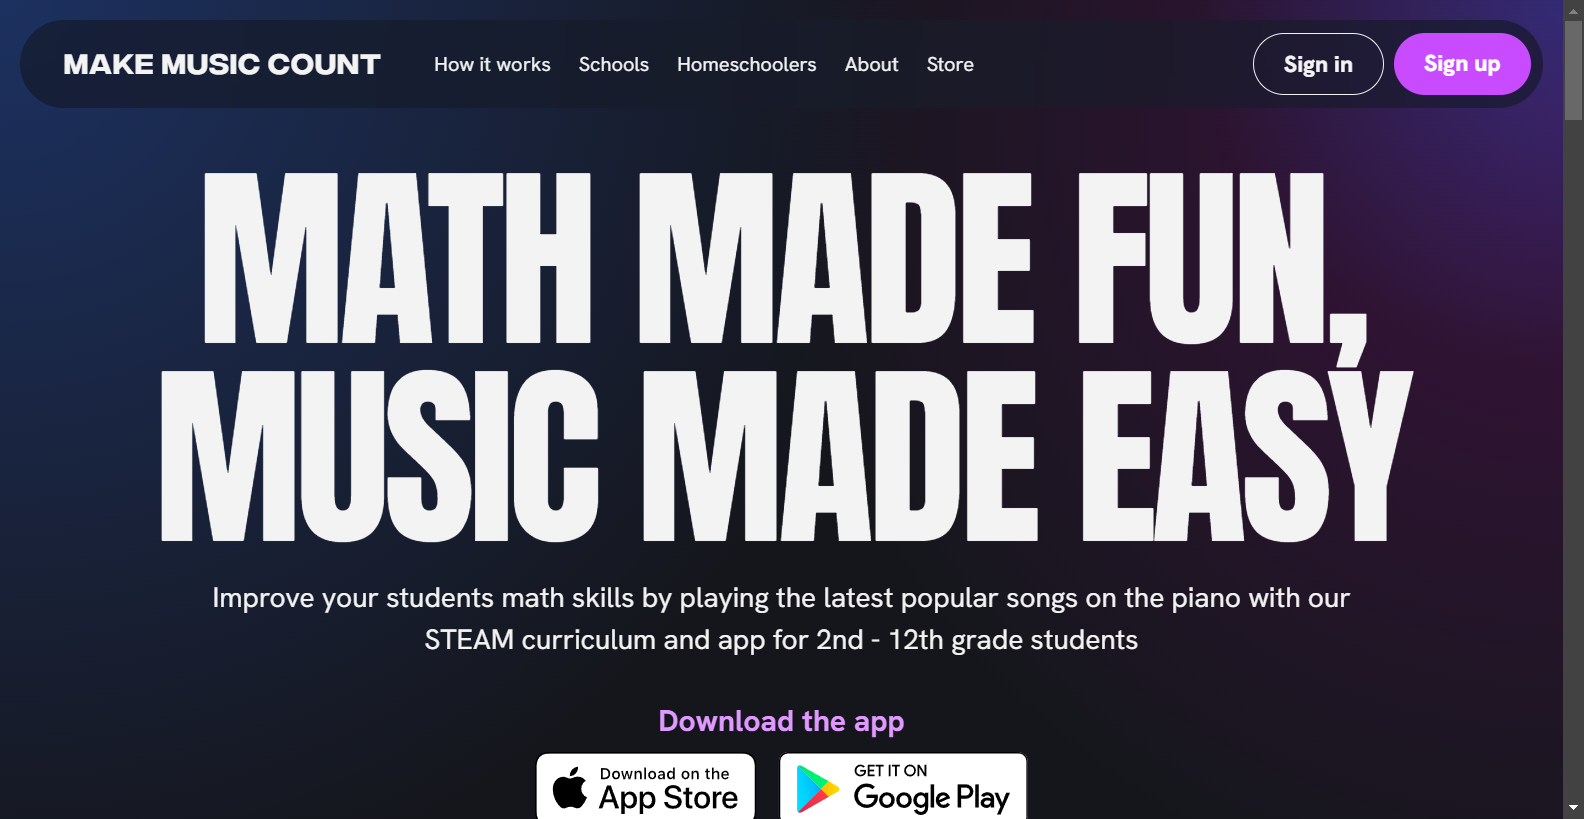 MAKE MUSIC COUNT
How it works
Schools
Homeschoolers
About
Store
Sign in
Sign up
MATH MADE FUN,
MUSIC MADE EASY
Improve your students math skills by playing the latest popular songs on the piano with our
STEAM curriculum and app for 2nd - 12th grade students
Download the app
Download on the
App Store
GET IT ON
Google Play